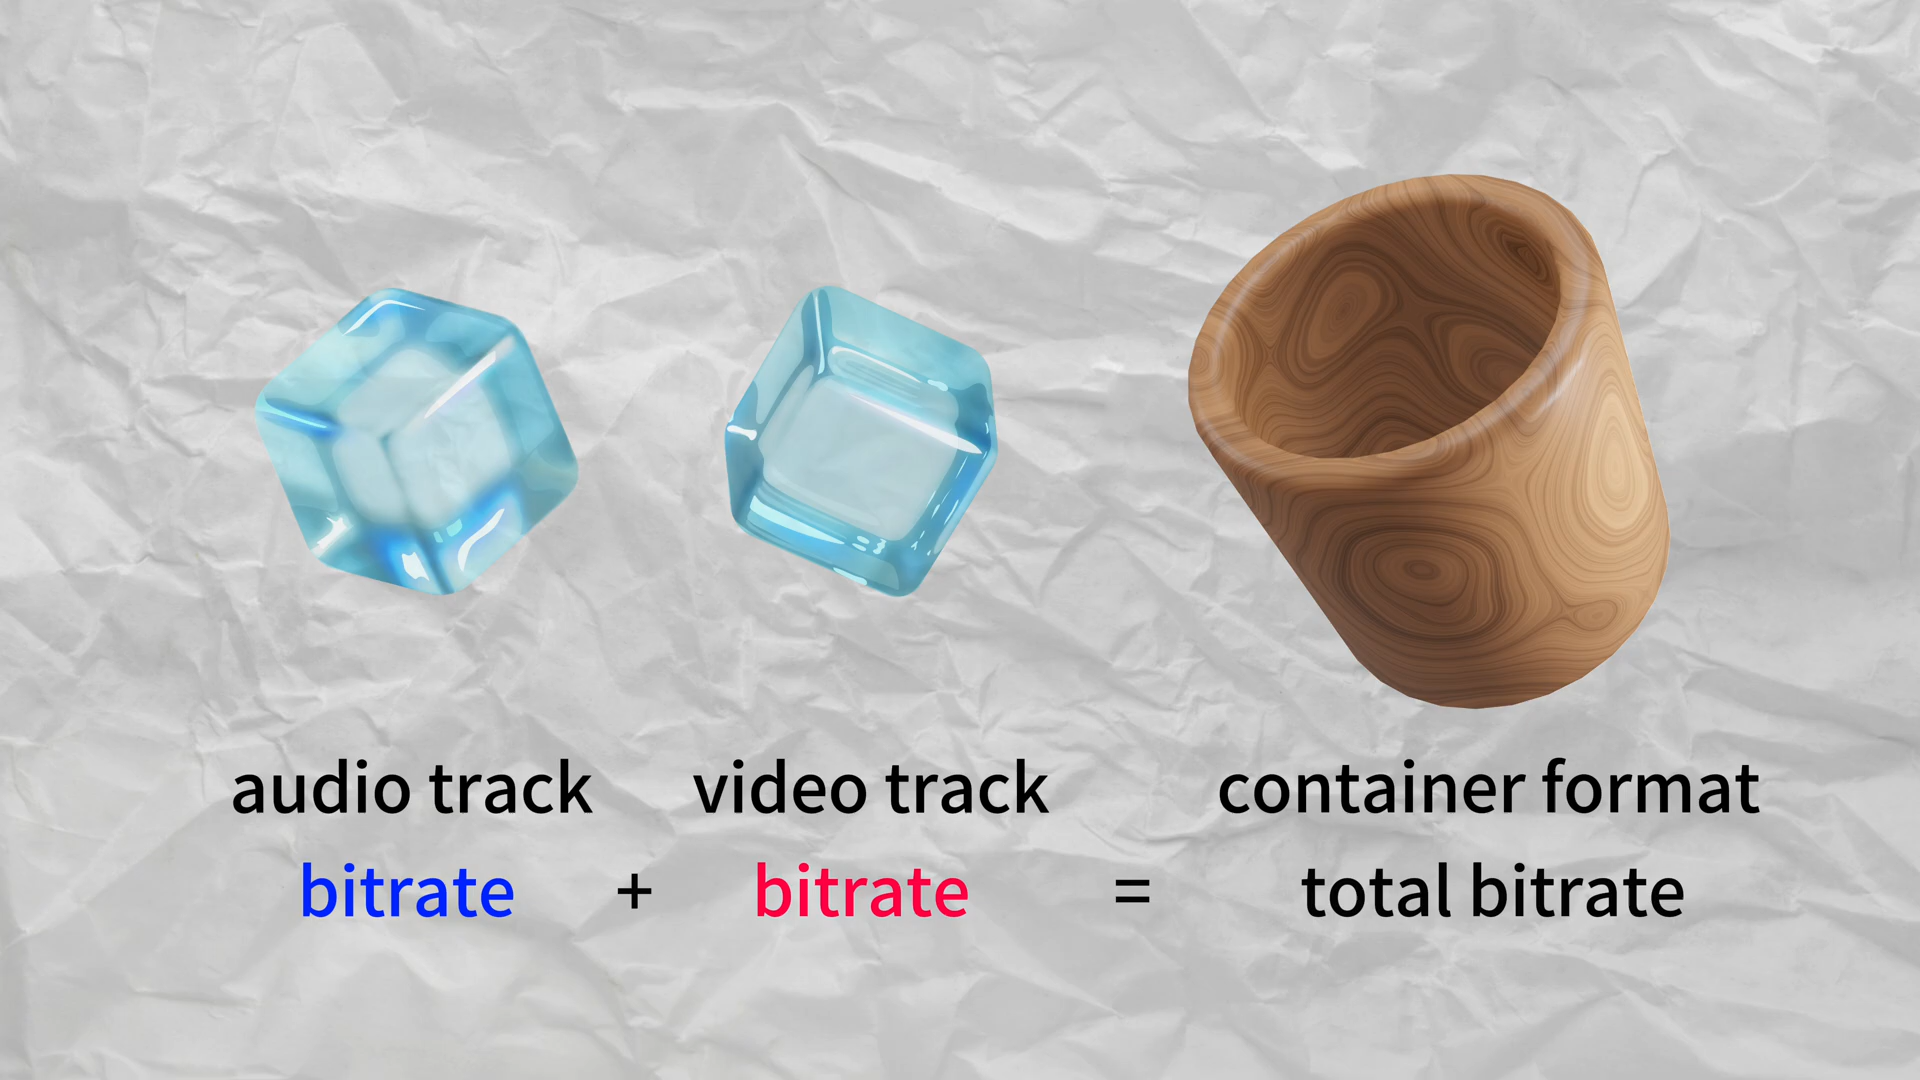 audio track video track container format
bitrate + bitrate = total bitrate